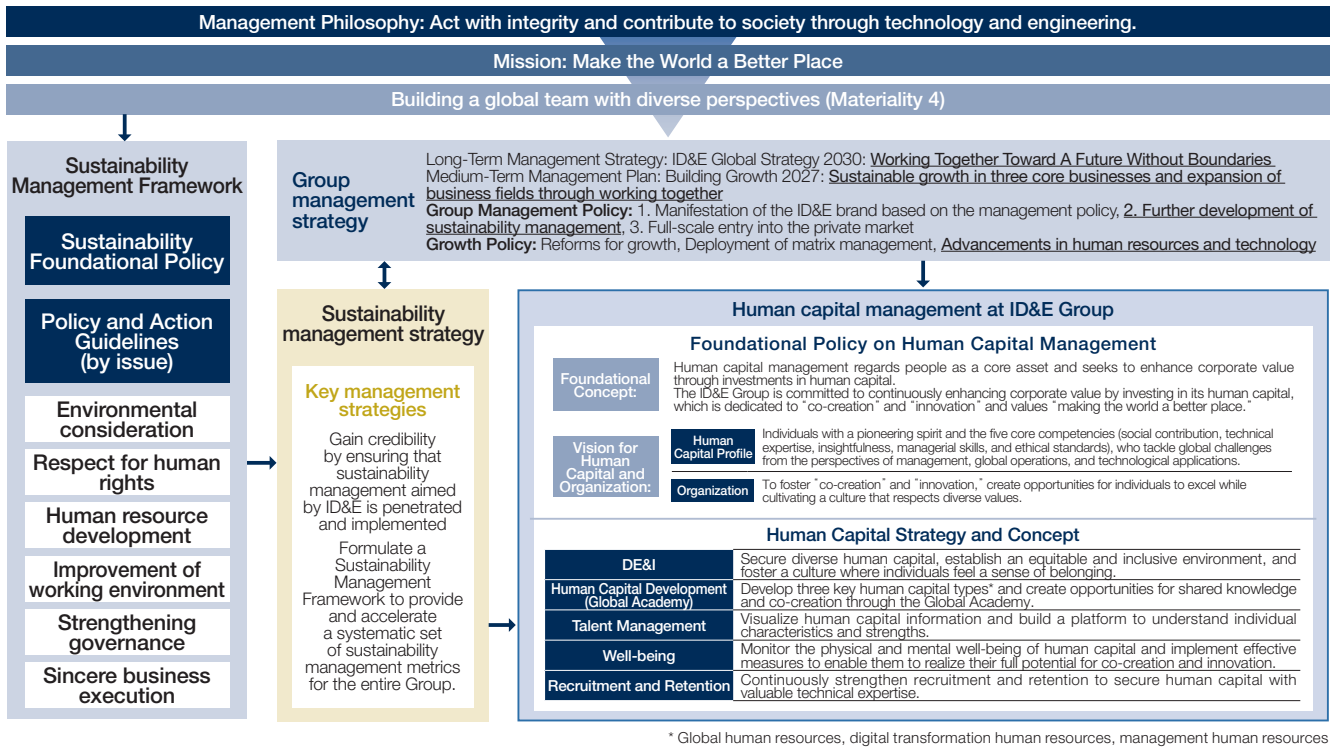 Management Philosophy: Act with integrity and contribute to society through technology and engineering.
Mission: Make the World a Better Place
Building a global team with diverse perspectives (Materiality 4)
Sustainability
Management Framework
Sustainability
Foundational Policy
Policy and Action
Guidelines
(by issue)
Environmental
consideration
Respect for human
rights
Human resource
development
Improvement of
working environment
Strengthening
governance
Sincere business
execution
Group
management
strategy
Long-Term Management Strategy: ID&E Global Strategy 2030: Working Together Toward A Future Without Boundaries
Medium-Term Management Plan: Building Growth 2027: Sustainable growth in three core businesses and expansion of
business fields through working together
Group Management Policy: 1. Manifestation of the ID&E brand based on the management policy, 2. Further development of
sustainability management, 3. Full-scale entry into the private market
Growth Policy: Reforms for growth, Deployment of matrix management, Advancements in human resources and technology
Sustainability
management strategy
Key management
strategies
Gain credibility
by ensuring that
sustainability
management aimed
by ID&E is penetrated
and implemented
Formulate a
Sustainability
Management
Framework to provide
and accelerate
a systematic set
of sustainability
management metrics
for the entire Group.
Human capital management at ID&E Group
Foundational Policy on Human Capital Management
Foundational
Concept:
Human capital management regards people as a core asset and seeks to enhance corporate value
through investments in human capital.
The ID&E Group is committed to continuously enhancing corporate value by investing in its human capital,
which is dedicated to "co-creation" and "innovation" and values "making the world a better place."
Vision for
Human
Capital and
Organization:
Human
Capital Profile
Individuals with a pioneering spirit and the five core competencies (social contribution, technical
expertise, insightfulness, managerial skills, and ethical standards), who tackle global challenges
from the perspectives of management, global operations, and technological applications.
Organization
To foster "co-creation" and "innovation," create opportunities for individuals to excel while
cultivating a culture that respects diverse values.
Human Capital Strategy and Concept
DE&I
Secure diverse human capital, establish an equitable and inclusive environment, and
foster a culture where individuals feel a sense of belonging.
Human Capital Development
(Global Academy)
Develop three key human capital types* and create opportunities for shared knowledge
and co-creation through the Global Academy.
Talent Management
Visualize human capital information and build a platform to understand individual
characteristics and strengths.
Well-being
Monitor the physical and mental well-being of human capital and implement effective
measures to enable them to realize their full potential for co-creation and innovation.
Recruitment and Retention
Continuously strengthen recruitment and retention to secure human capital with
valuable technical expertise.
* Global human resources, digital transformation human resources, management human resources